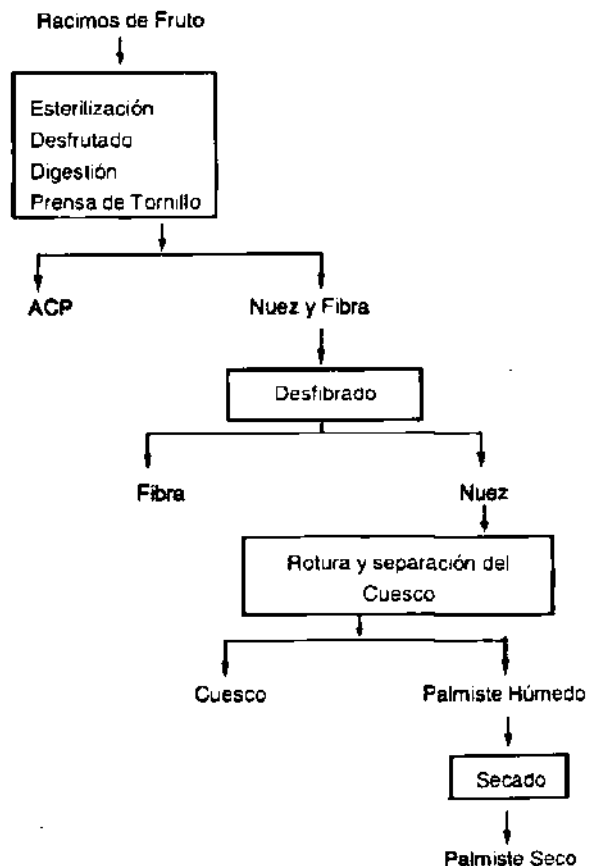 Racimos de Fruto
Esterilización
Desfrutado
Digestión
Prensa de Tornillo
ACP
Nuez y Fibra
Desfibrado
Fibra
Nuez
Rotura y separación del
Cuesco
Cuesco
Palmiste Húmedo
Secado
Palmiste Seco